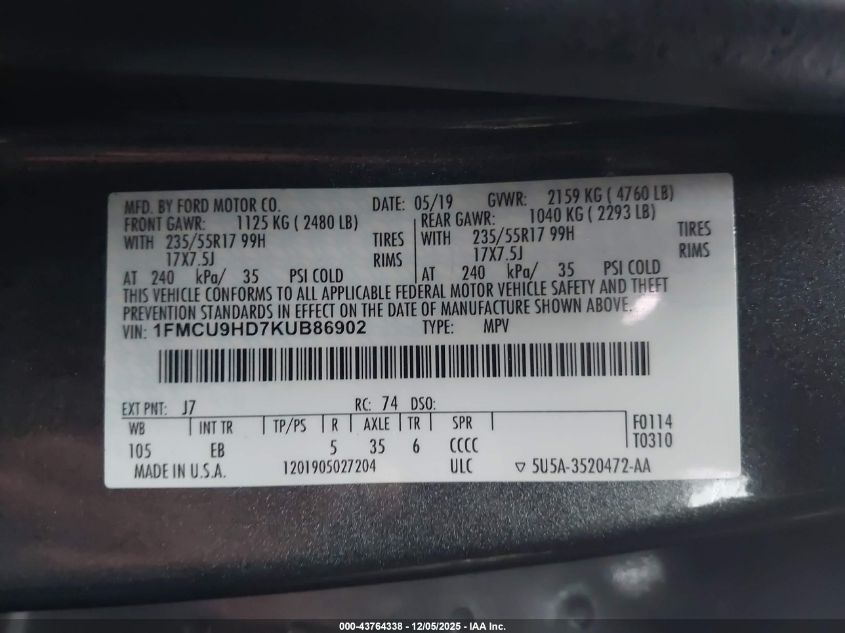 MFD. BY FORD MOTOR CO. DATE: 05/19 GVWR: 2159 KG ( 4760 LB)
FRONT GAWR: 1125 KG ( 2480 LB) REAR GAWR: 1040 KG ( 2293 LB)
WITH 235/55R17 99H TIRES WITH 235/55R17 99H TIRES
17X7.5J RIMS 17X7.5J RIMS
AT 240 kPa/ 35 PSI COLD AT 240 kPa/ 35 PSI COLD
THIS VEHICLE CONFORMS TO ALL APPLICABLE FEDERAL MOTOR VEHICLE SAFETY AND THEFT
PREVENTION STANDARDS IN EFFECT ON THE DATE OF MANUFACTURE SHOWN ABOVE.
VIN: 1FMCU9HD7KUB86902 TYPE: MPV
EXT PNT: J7 RC: 74 DSO:
WB INT TR TP/PS R AXLE TR SPR F0114
105 EB 5 35 6 CCCC T0310
MADE IN U.S.A. 1201905027204 ULC ▽ 5U5A-3520472-AA
000-43764338 - 12/05/2025 - IAA Inc.